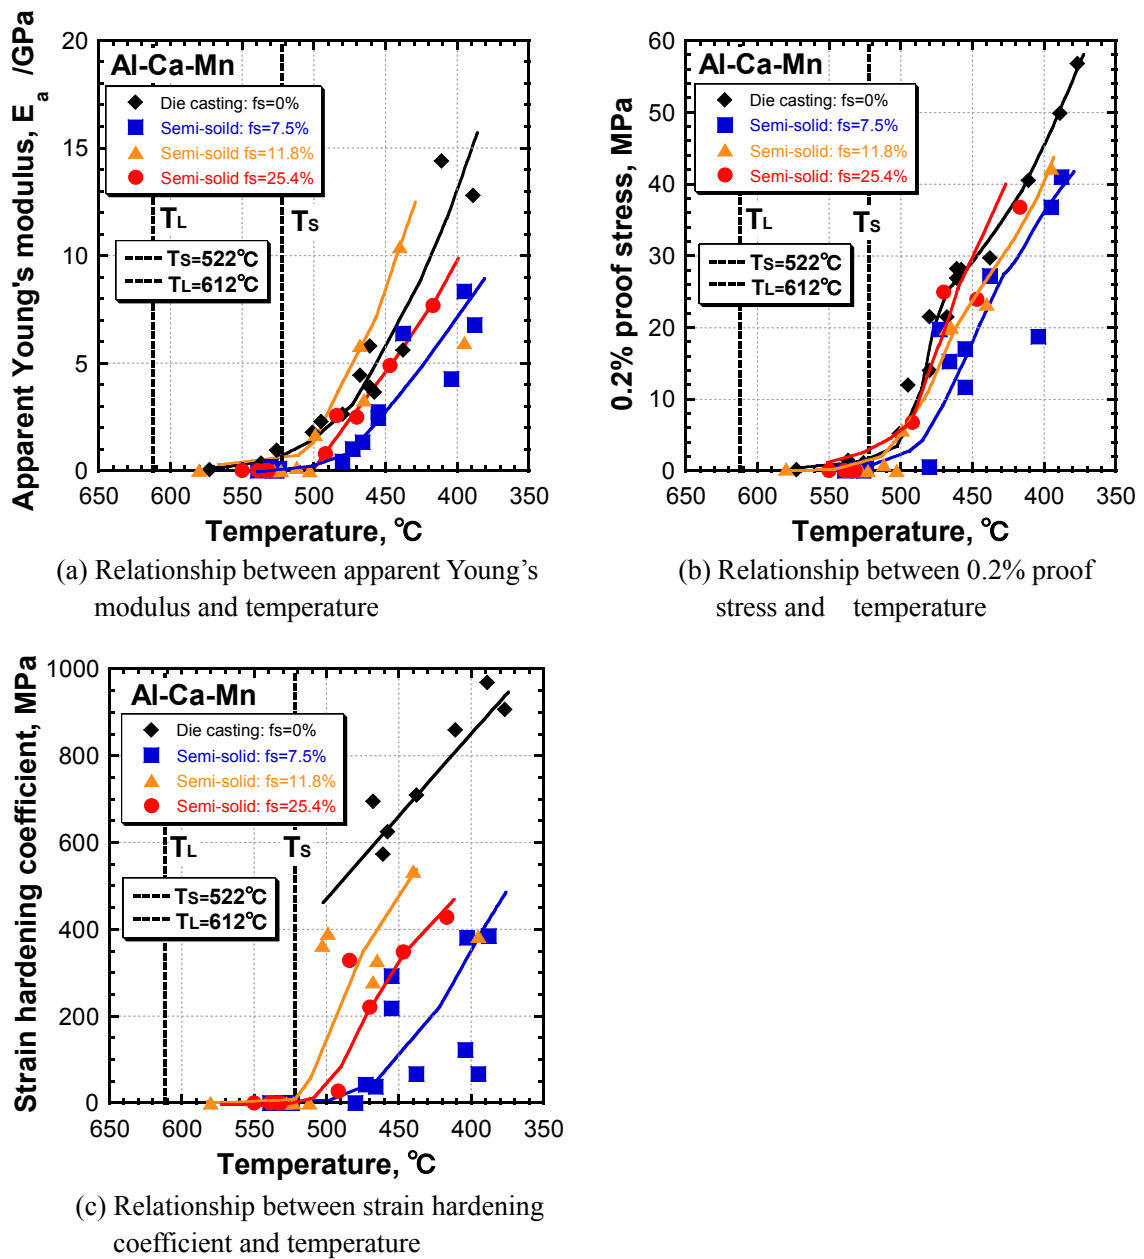 Apparent Young's modulus, E a /GPa
20
15
10
5
0
Al-Ca-Mn
Die casting: fs=0%
Semi-soild: fs=7.5%
Semi-soild fs=11.8%
Semi-solid fs=25.4%
TL
TS
TS=522℃
TL=612℃
650 600 550 500 450 400 350
Temperature, ℃
(a) Relationship between apparent Young’s
modulus and temperature
0.2% proof stress, MPa
60
50
40
30
20
10
0
Al-Ca-Mn
Die casting: fs=0%
Semi-solid: fs=7.5%
Semi-solid: fs=11.8%
Semi-solid: fs=25.4%
TL
TS
TS=522℃
TL=612℃
650 600 550 500 450 400 350
Temperature, ℃
(b) Relationship between 0.2% proof
stress and temperature
Strain hardening coefficient, MPa
1000
800
600
400
200
0
Al-Ca-Mn
Die casting: fs=0%
Semi-solid: fs=7.5%
Semi-solid: fs=11.8%
Semi-solid: fs=25.4%
TL
TS
TS=522℃
TL=612℃
650 600 550 500 450 400 350
Temperature, ℃
(c) Relationship between strain hardening
coefficient and temperature